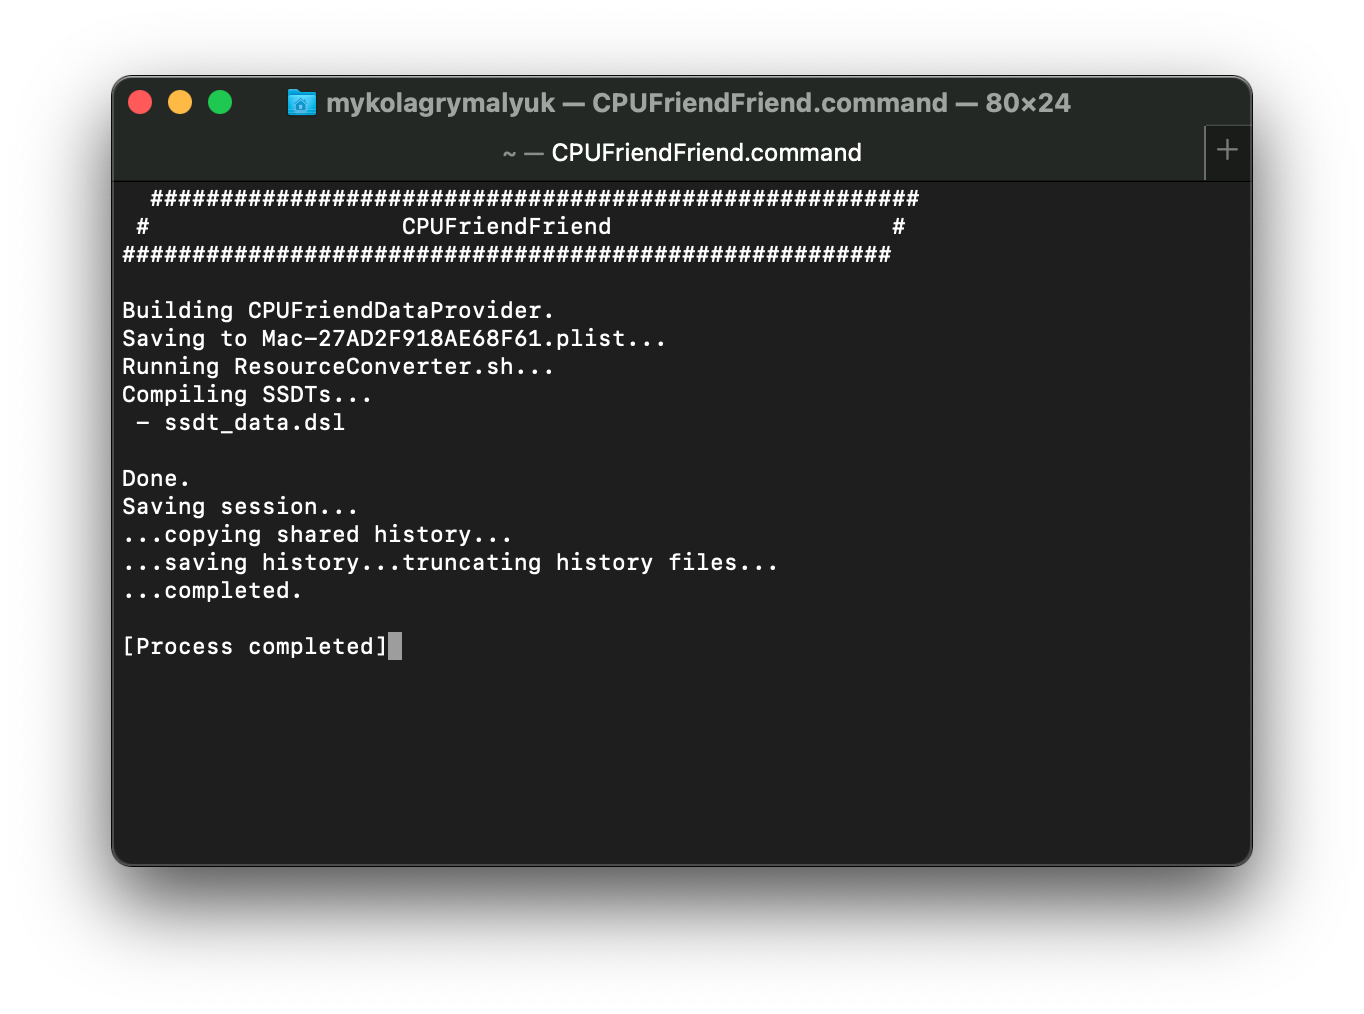 mykolagrymalyuk — CPUFriendFriend.command — 80×24
~ — CPUFriendFriend.command
+
  #######################################################
 #                  CPUFriendFriend                    #
#######################################################
Building CPUFriendDataProvider.
Saving to Mac-27AD2F918AE68F61.plist...
Running ResourceConverter.sh...
Compiling SSDTs...
 - ssdt_data.dsl
Done.
Saving session...
...copying shared history...
...saving history...truncating history files...
...completed.
[Process completed]